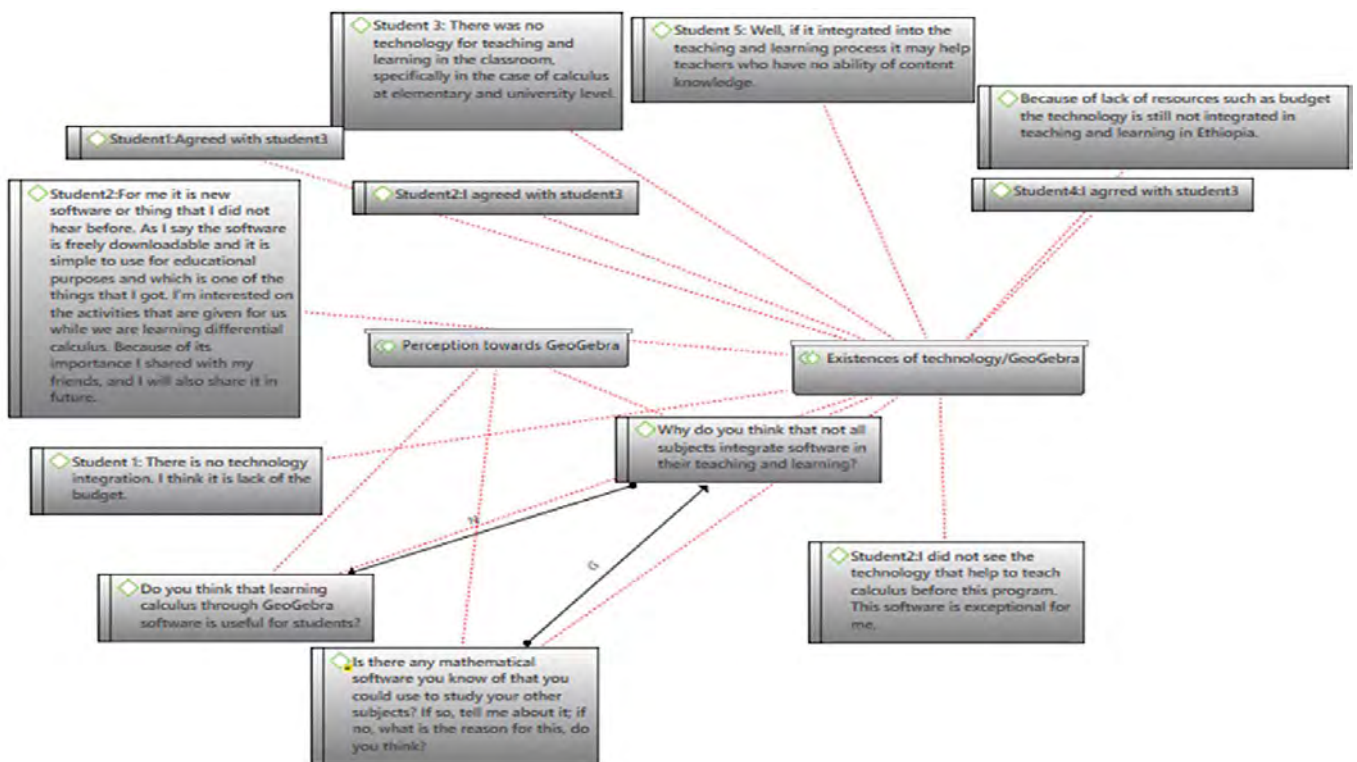 Student 3: There was no
technology for teaching and
learning in the classroom,
specifically in the case of calculus
at elementary and university level.
Student 5: Well, if it integrated into the
teaching and learning process it may help
teachers who have no ability of content
knowledge.
Because of lack of resources such as budget
the technology is still not integrated in
teaching and learning in Ethiopia.
Student1:Agreed with student3
Student2:I agrreed with student3
Student4:I agrred with student3
Student2:For me it is new
software or thing that I did not
hear before. As I say the software
is freely downloadable and it is
simple to use for educational
purposes and which is one of the
things that I got. I'm interested on
the activities that are given for us
while we are learning differential
calculus. Because of its
importance I shared with my
friends, and I will also share it in
future.
Perception towards GeoGebra
Existences of technology/GeoGebra
Why do you think that not all
subjects integrate software in
their teaching and learning?
Student 1: There is no technology
integration. I think it is lack of the
budget.
N
G
Do you think that learning
calculus through GeoGebra
software is useful for students?
Student2:I did not see the
technology that help to teach
calculus before this program.
This software is exceptional for
me.
Is there any mathematical
software you know of that you
could use to study your other
subjects? If so, tell me about it; if
no, what is the reason for this, do
you think?